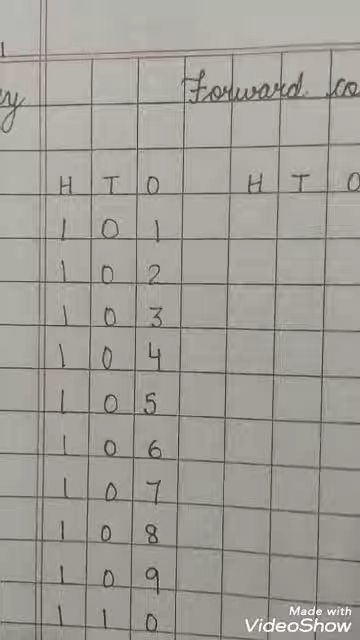 Forward
H T O H T O
1 0 1
1 0 2
1 0 3
1 0 4
1 0 5
1 0 6
1 0 7
1 0 8
1 0 9
1 1 0
Made with
VideoShow